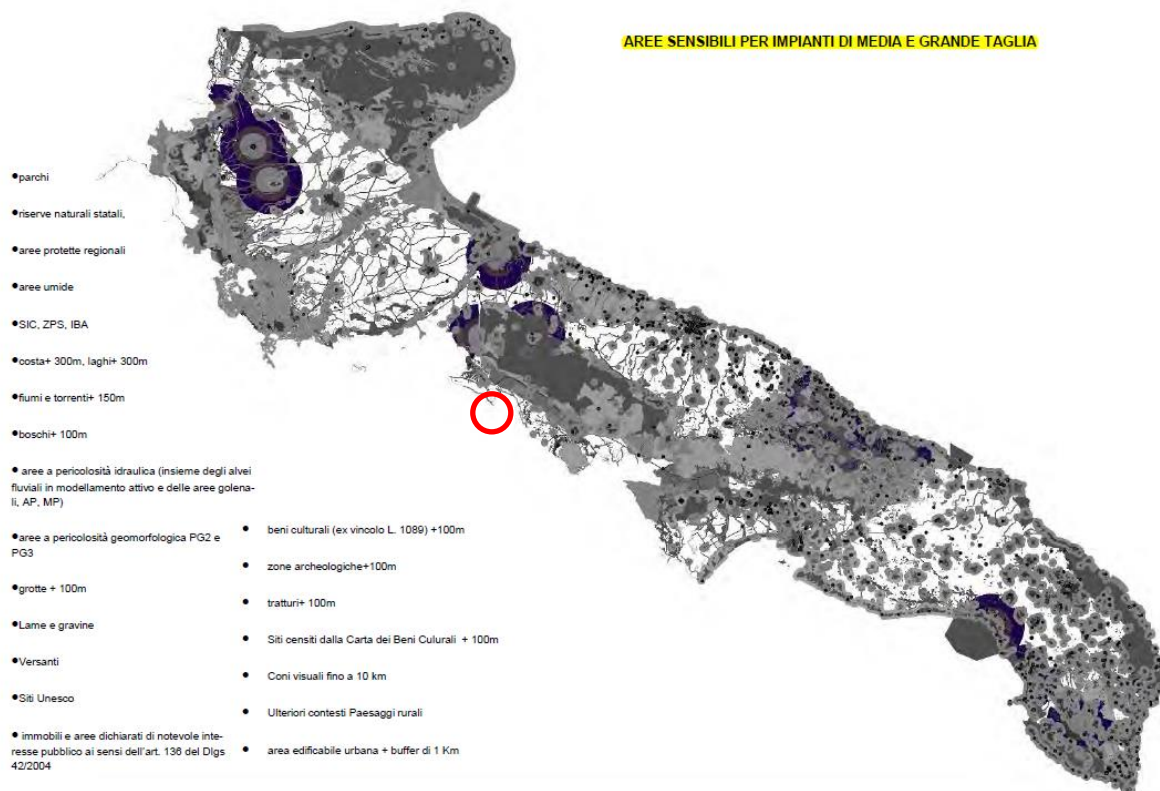 AREE SENSIBILI PER IMPIANTI DI MEDIA E GRANDE TAGLIA
•parchi
•riserve naturali statali,
•aree protette regionali
•aree umide
•SIC, ZPS, IBA
•costa+ 300m, laghi+ 300m
•fiumi e torrenti+ 150m
•boschi+ 100m
• aree a pericolosità idraulica (insieme degli alvei
fluviali in modellamento attivo e delle aree golena-
li, AP, MP)
•aree a pericolosità geomorfologica PG2 e
PG3
•grotte + 100m
•Lame e gravine
•Versanti
•Siti Unesco
• immobili e aree dichiarati di notevole inte-
resse pubblico ai sensi dell'art. 136 del Dlgs
42/2004
• beni culturali (ex vincolo L. 1089) +100m
• zone archeologiche+100m
• tratturi+ 100m
• Siti censiti dalla Carta dei Beni Culurali + 100m
• Coni visuali fino a 10 km
• Ulteriori contesti Paesaggi rurali
• area edificabile urbana + buffer di 1 Km